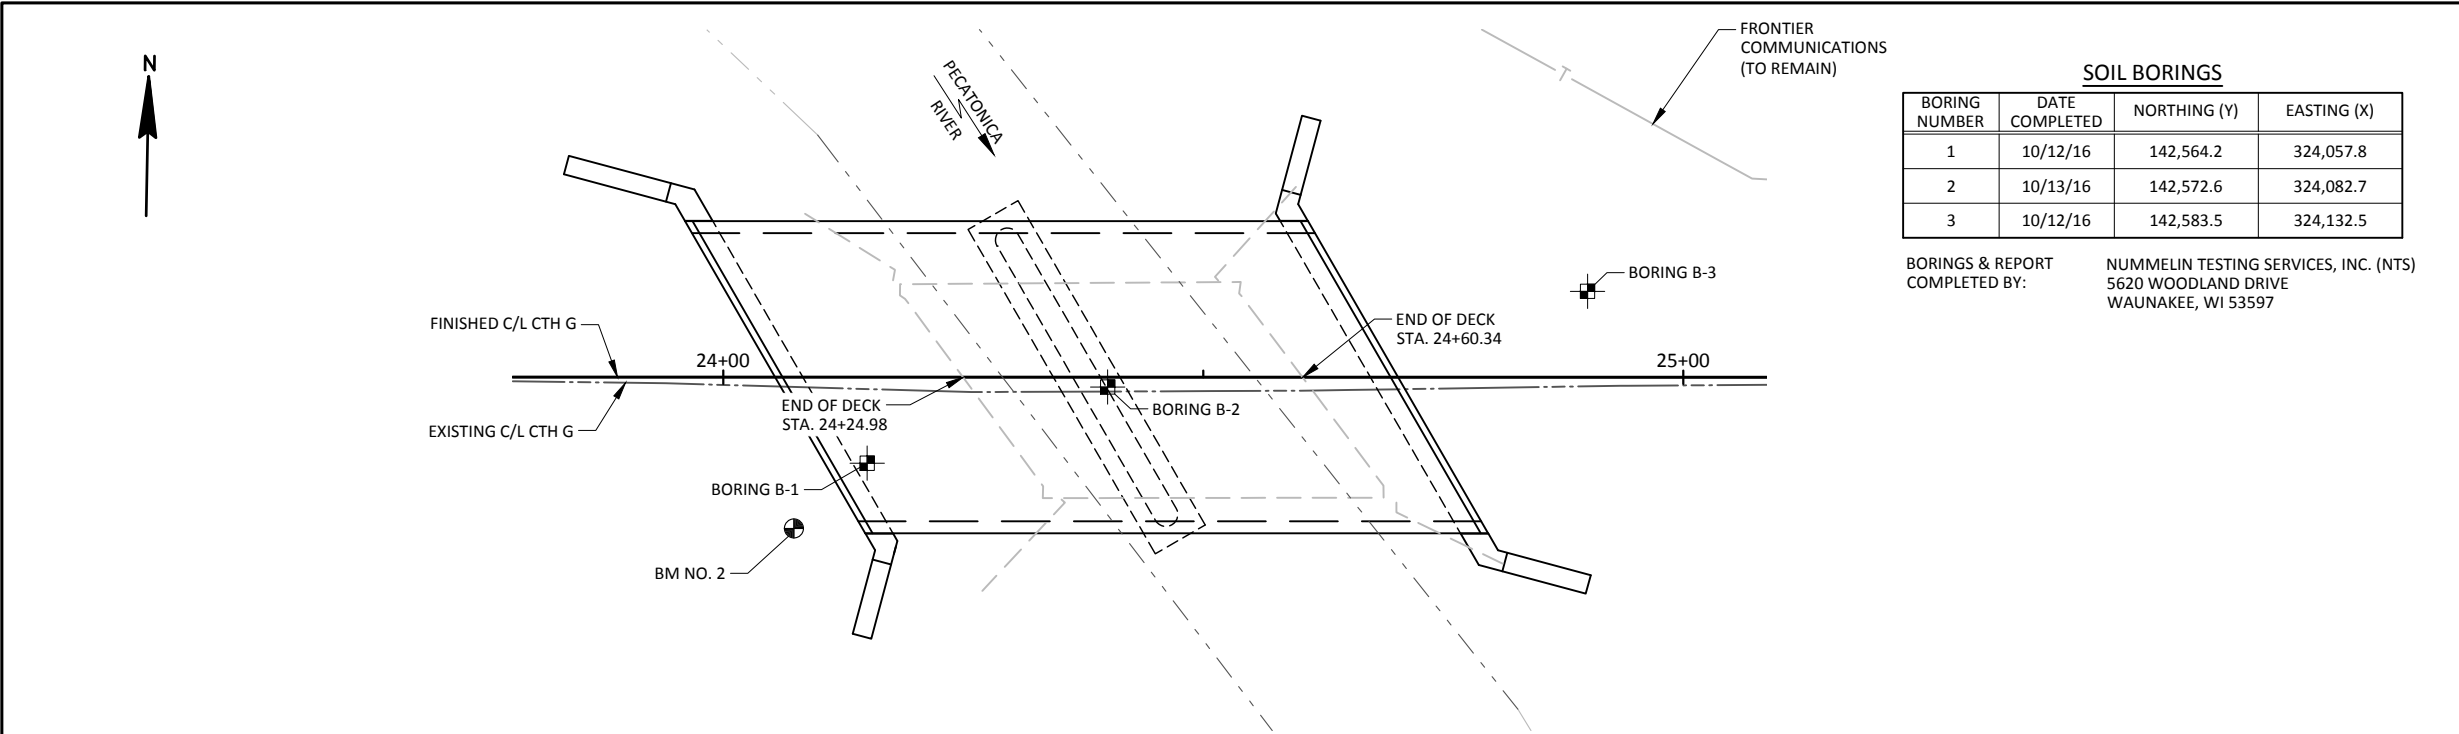 N
PECATONICA
RIVER
FRONTIER
COMMUNICATIONS
(TO REMAIN)
T
SOIL BORINGS
BORING NUMBER DATE COMPLETED NORTHING (Y) EASTING (X)
1 10/12/16 142,564.2 324,057.8
2 10/13/16 142,572.6 324,082.7
3 10/12/16 142,583.5 324,132.5
BORINGS & REPORT
COMPLETED BY:
NUMMELIN TESTING SERVICES, INC. (NTS)
5620 WOODLAND DRIVE
WAUNAKEE, WI 53597
BORING B-3
FINISHED C/L CTH G
END OF DECK
STA. 24+60.34
24+00
25+00
END OF DECK
STA. 24+24.98
BORING B-2
EXISTING C/L CTH G
BORING B-1
BM NO. 2